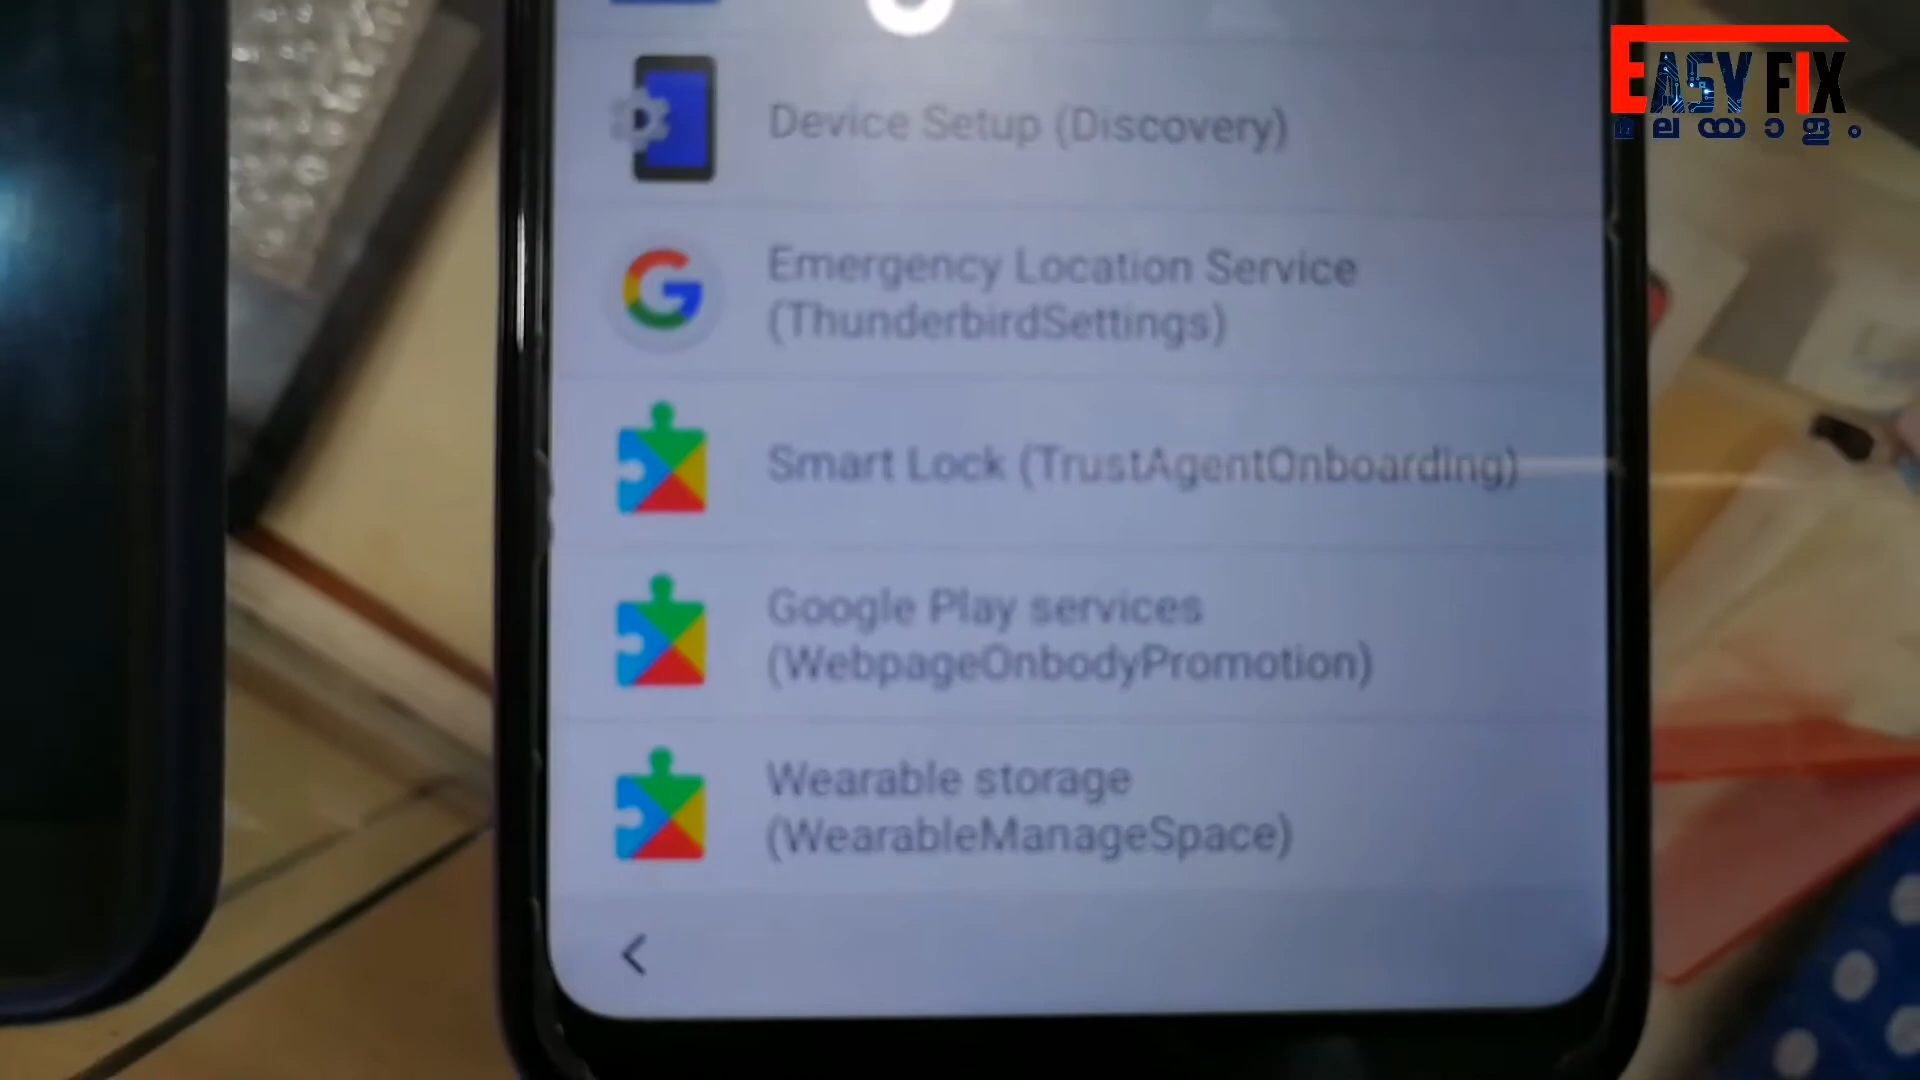 EASY FIX
മലയാളം
Device Setup (Discovery)
Emergency Location Service
(ThunderbirdSettings)
Smart Lock (TrustAgentOnboarding)
Google Play services
(WebpageOnbodyPromotion)
Wearable storage
(WearableManageSpace)